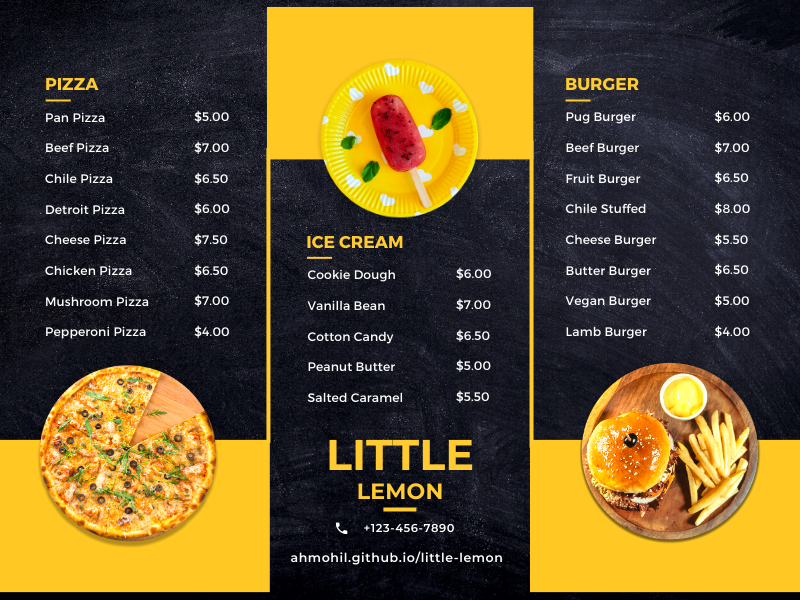 PIZZA
Pan Pizza $5.00
Beef Pizza $7.00
Chile Pizza $6.50
Detroit Pizza $6.00
Cheese Pizza $7.50
Chicken Pizza $6.50
Mushroom Pizza $7.00
Pepperoni Pizza $4.00
ICE CREAM
Cookie Dough $6.00
Vanilla Bean $7.00
Cotton Candy $6.50
Peanut Butter $5.00
Salted Caramel $5.50
LITTLE
LEMON
+123-456-7890
ahmohil.github.io/little-lemon
BURGER
Pug Burger $6.00
Beef Burger $7.00
Fruit Burger $6.50
Chile Stuffed $8.00
Cheese Burger $5.50
Butter Burger $6.50
Vegan Burger $5.00
Lamb Burger $4.00